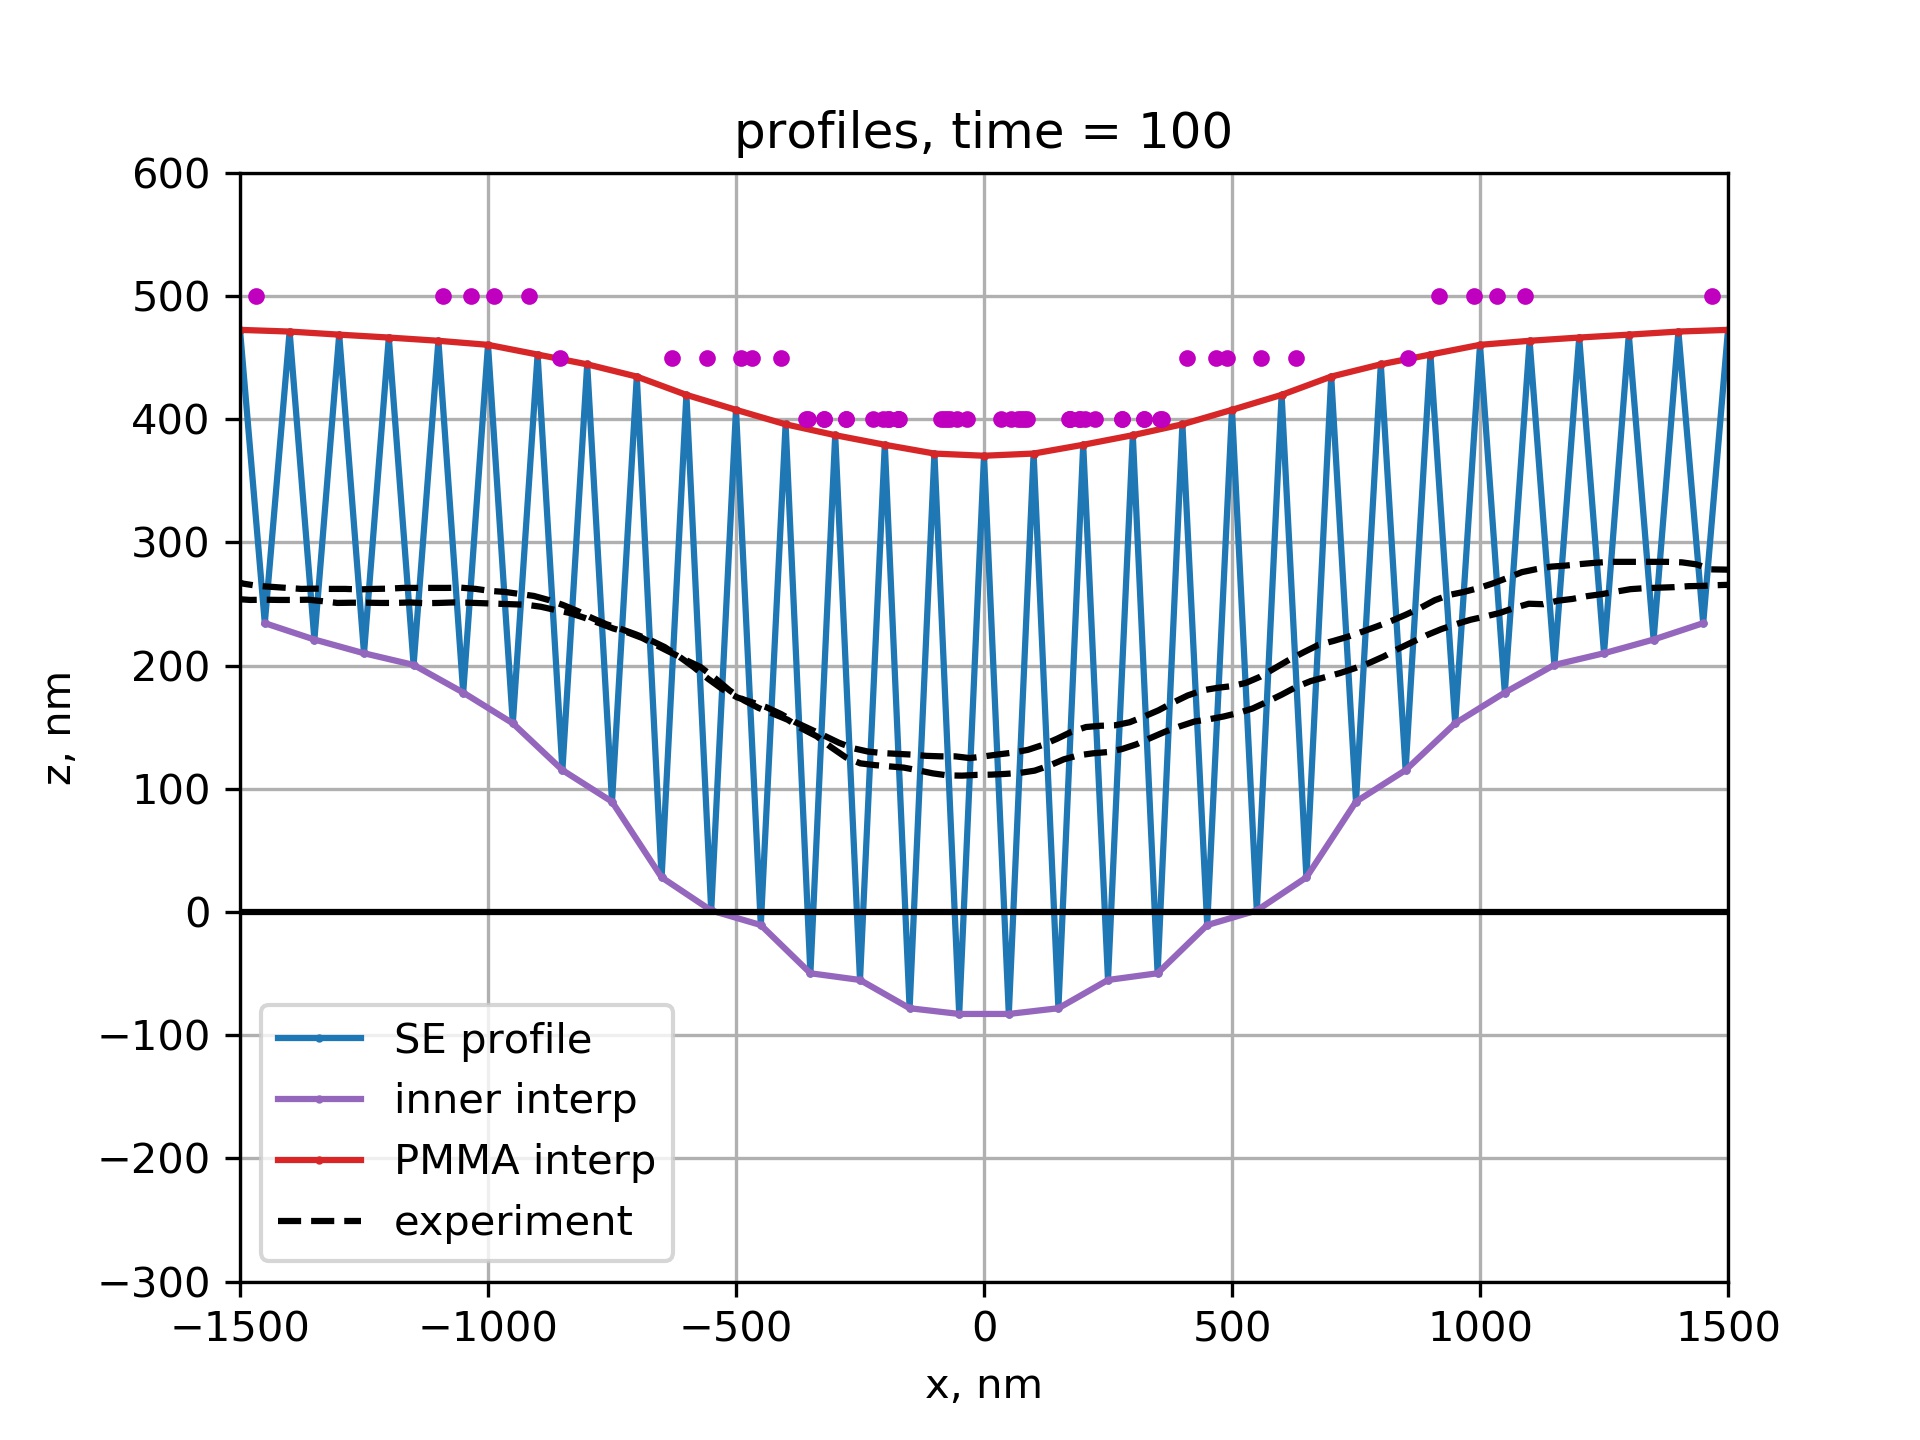 profiles, time = 100
600
500
400
300
200
100
0
−100
−200
−300
z, nm
SE profile
inner interp
PMMA interp
experiment
−1500 −1000 −500 0 500 1000 1500
x, nm